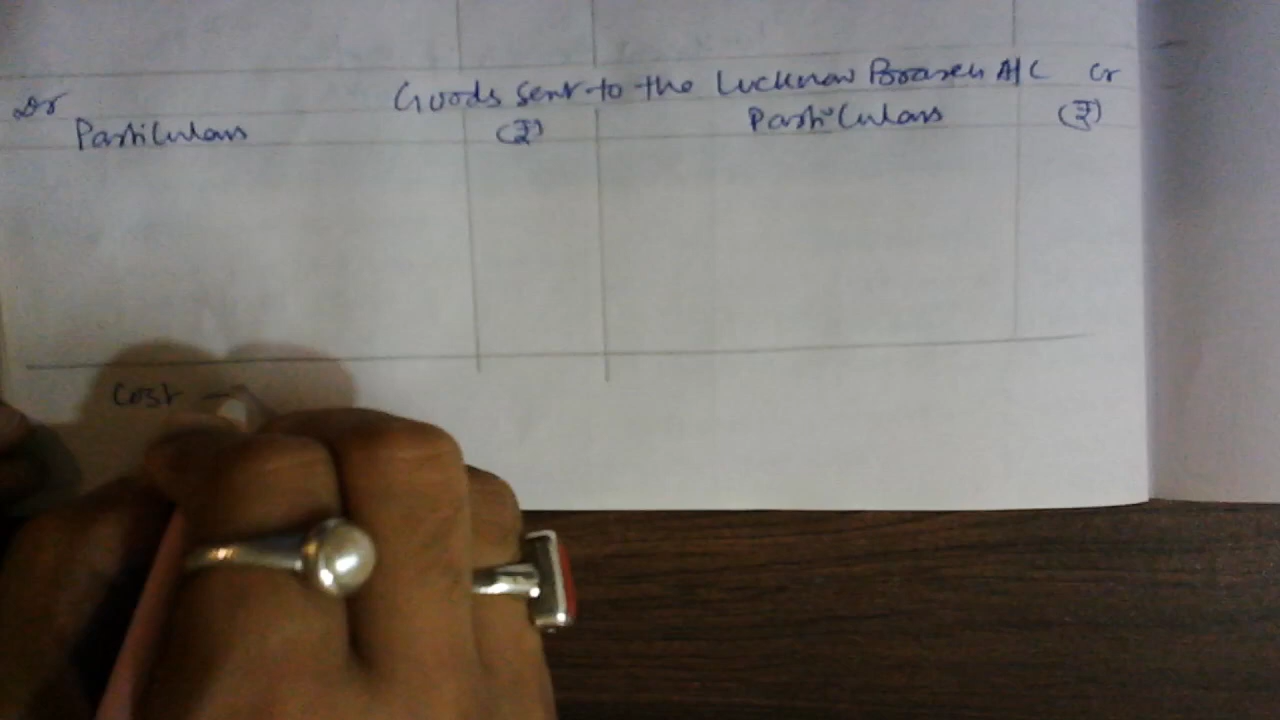 Dr Goods sent to the Lucknow Branch A/C Cr
Particulars (₹) Particulars (₹)
Cost